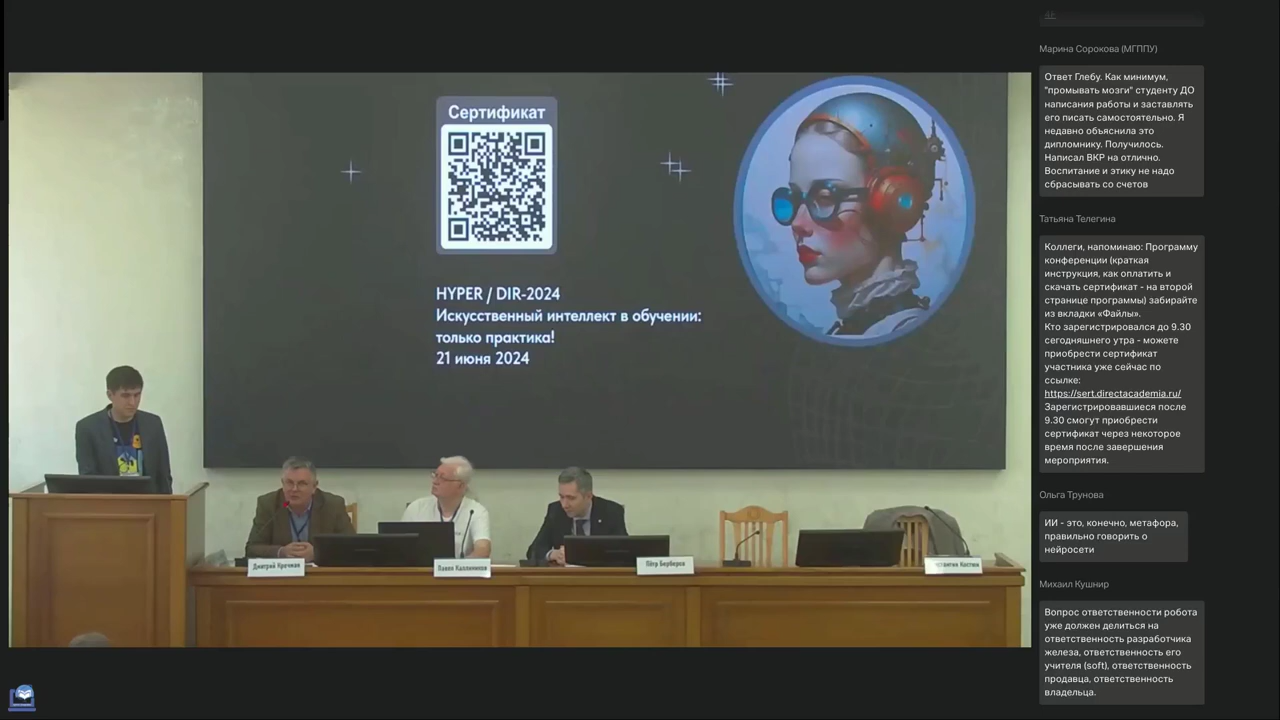 Сертификат
HYPER / DIR-2024
Искусственный интеллект в обучении:
только практика!
21 июня 2024
Дмитрий Кречман
Павел Калленников
Пётр Берберов
Костюк
Марина Сорокова (МГППУ)
Ответ Глебу. Как минимум,
"промывать мозги" студенту ДО
написания работы и заставлять
его писать самостоятельно. Я
недавно объяснила это
дипломнику. Получилось.
Написал ВКР на отлично.
Воспитание и этику не надо
сбрасывать со счетов
Татьяна Телегина
Коллеги, напоминаю: Программу
конференции (краткая
инструкция, как оплатить и
скачать сертификат - на второй
странице программы) забирайте
из вкладки «Файлы».
Кто зарегистрировался до 9.30
сегодняшнего утра - можете
приобрести сертификат
участника уже сейчас по
ссылке:
https://sert.directacademia.ru/
Зарегистрировавшиеся после
9.30 смогут приобрести
сертификат через некоторое
время после завершения
мероприятия.
Ольга Трунова
ИИ - это, конечно, метафора,
правильно говорить о
нейросети
Михаил Кушнир
Вопрос ответственности робота
уже должен делиться на
ответственность разработчика
железа, ответственность его
учителя (soft), ответственность
продавца, ответственность
владельца.